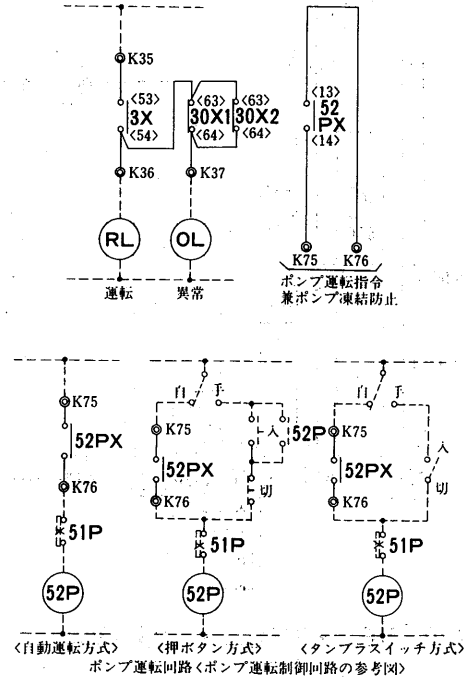 K35
<53>
3X
<54>
<63>
30X1
<64>
<63>
30X2
<64>
K36
K37
RL
OL
運転
異常
<13>
52
PX
<14>
K75
K76
ポンプ運転指令
兼ポンプ凍結防止
K75
52PX
K76
51P
52P
<自動運転方式>
自
手
K75
52PX
K76
入
52P
切
51P
52P
<押ボタン方式>
自
手
K75
52PX
K76
入
切
51P
52P
<タンブラスイッチ方式>
ポンプ運転回路<ポンプ運転制御回路の参考図>